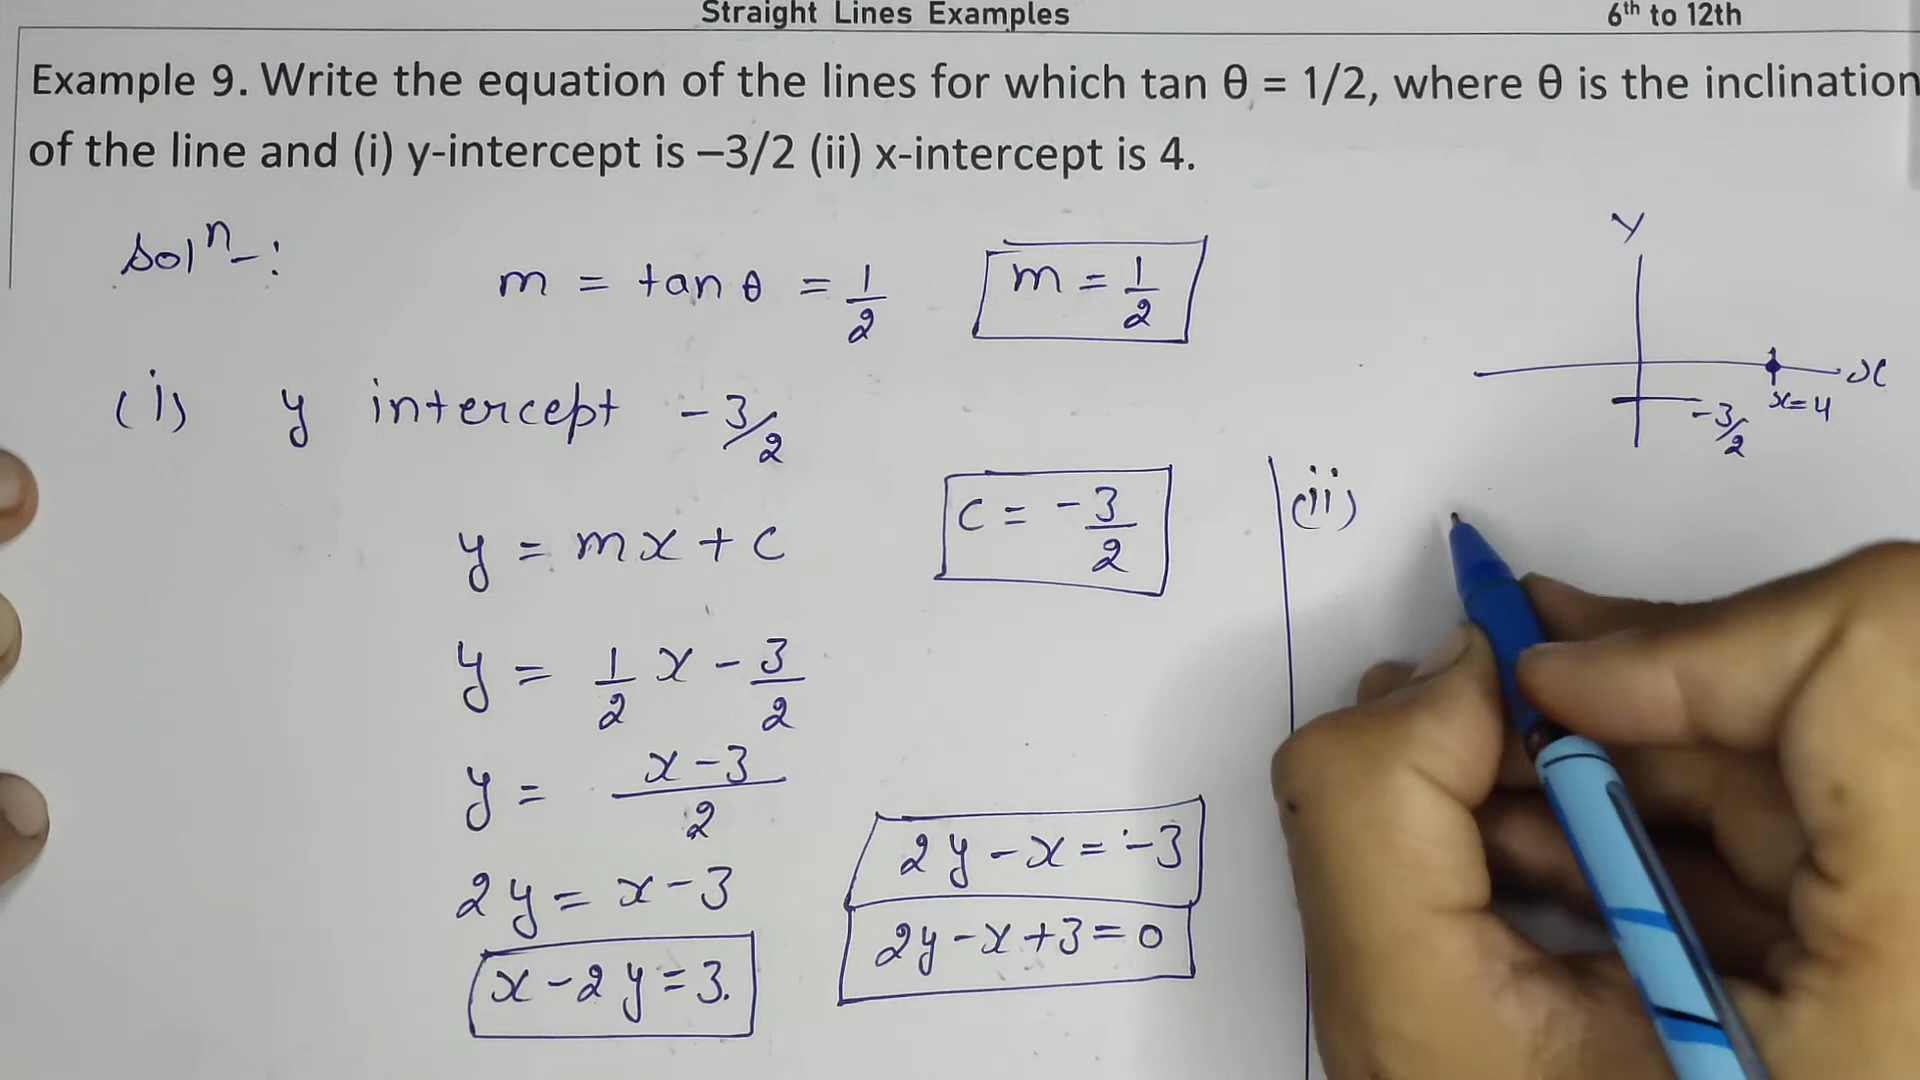 Straight Lines Examples 6th to 12th
Example 9. Write the equation of the lines for which tan θ = 1/2, where θ is the inclination
of the line and (i) y-intercept is –3/2 (ii) x-intercept is 4.
Solⁿ-:
m = tan θ = 1/2
m = 1/2
(i) y intercept -3/2
y = mx + c
c = -3/2
y = 1/2 x - 3/2
y = x-3/2
2y = x-3
x-2y = 3.
2y-x = -3
2y-x+3=0
Y
x
x=4
-3/2
(ii)